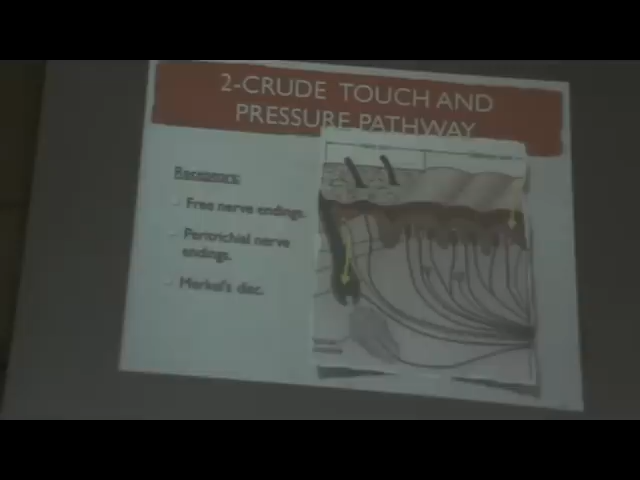 2-CRUDE TOUCH AND
PRESSURE PATHWAY
Receptors:
Free nerve endings.
Peritrichial nerve
endings.
Merkel's disc.